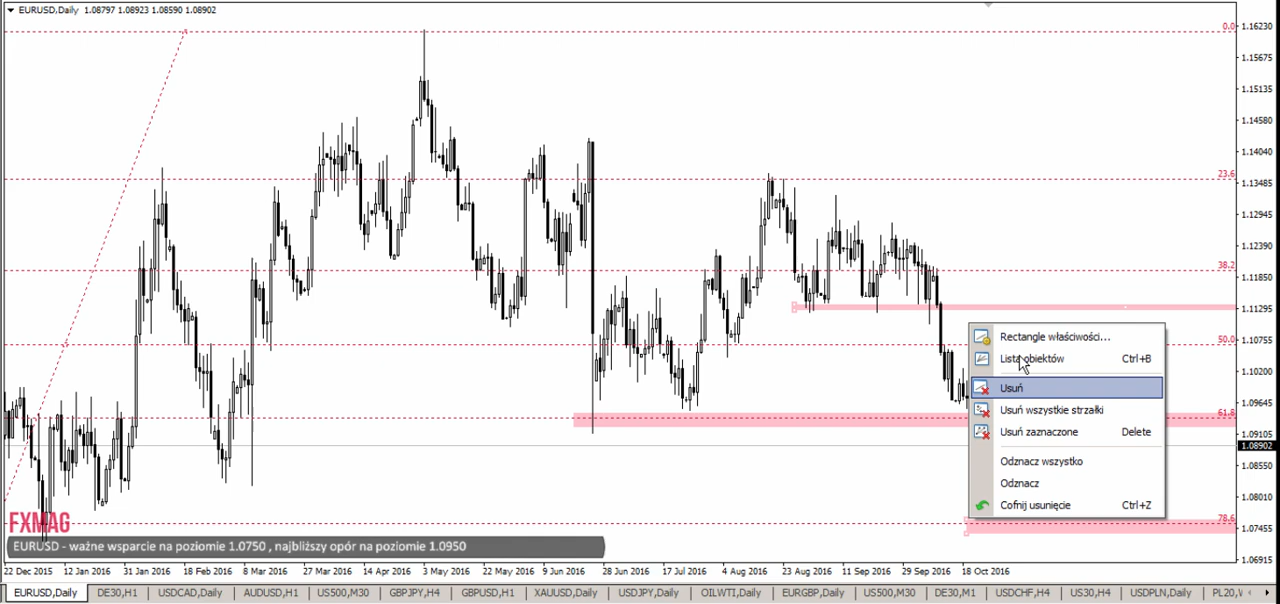 EURUSD,Daily 1.08797 1.08923 1.08590 1.08902
1.16230
1.15675
1.15135
1.14580
1.14040
1.13485
1.12945
1.12390
1.11850
1.11295
1.10755
1.10200
1.09645
1.09105
1.08902
1.08550
1.08010
1.07455
1.06915
0.0
23.6
38.2
50.0
61.8
78.6
Rectangle właściwości...
Lista obiektów Ctrl+B
Usuń
Usuń wszystkie strzałki
Usuń zaznaczone Delete
Odznacz wszystko
Odznacz
Cofnij usunięcie Ctrl+Z
FXMAG
EURUSD - ważne wsparcie na poziomie 1.0750 , najbliższy opór na poziomie 1.0950
22 Dec 2015 12 Jan 2016 31 Jan 2016 18 Feb 2016 8 Mar 2016 27 Mar 2016 14 Apr 2016 3 May 2016 22 May 2016 9 Jun 2016 28 Jun 2016 17 Jul 2016 4 Aug 2016 23 Aug 2016 11 Sep 2016 29 Sep 2016 18 Oct 2016
EURUSD,Daily DE30,H1 USDCAD,Daily AUDUSD,H1 US500,M30 GBPJPY,H4 GBPUSD,H1 XAUUSD,Daily USDJPY,Daily OILWTI,Daily EURGBP,Daily US500,M30 DE30,M1 USDCHF,H4 US30,H4 USDPLN,Daily